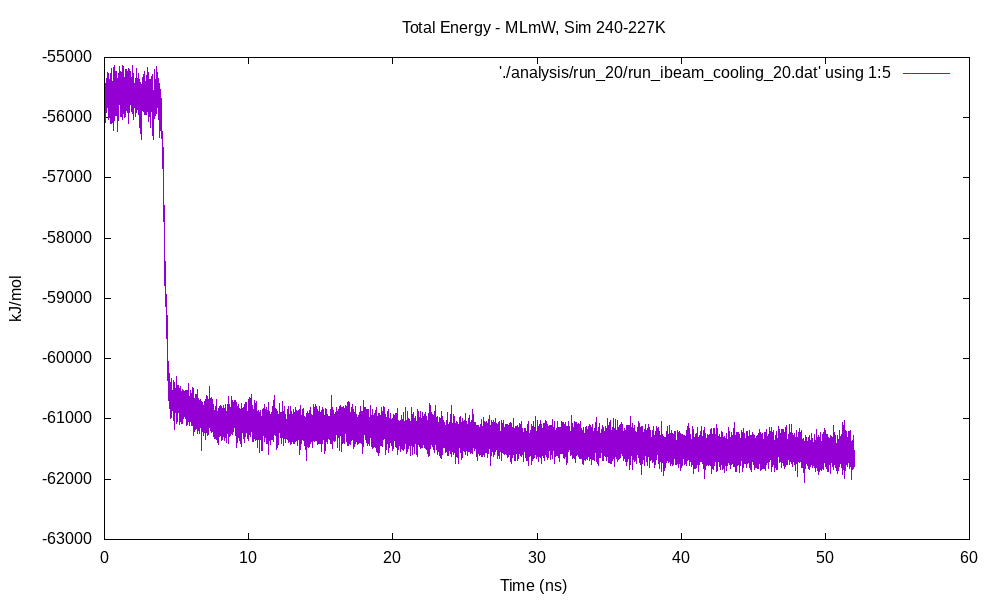 Total Energy - MLmW, Sim 240-227K
'./analysis/run_20/run_ibeam_cooling_20.dat' using 1:5
-55000
-56000
-57000
-58000
-59000
-60000
-61000
-62000
-63000
kJ/mol
0 10 20 30 40 50 60
Time (ns)